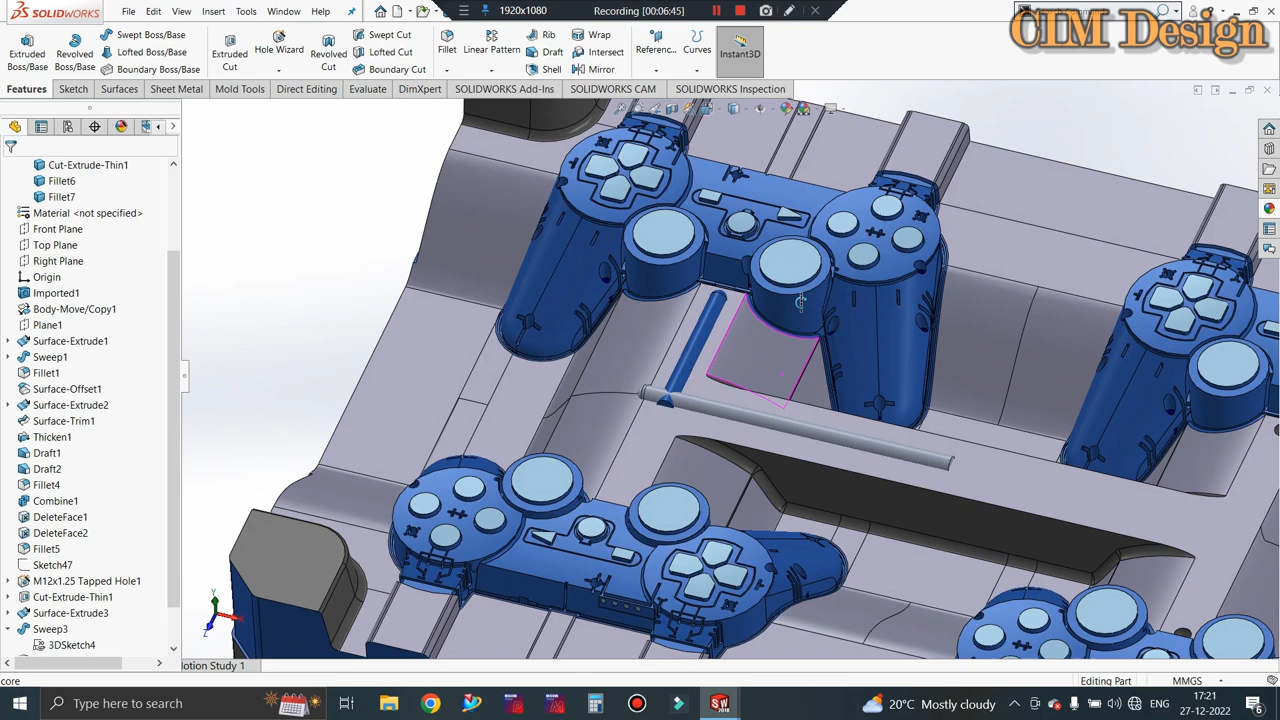 SOLIDWORKS
File Edit View Insert Tools Window Help
1920x1080 Recording [00:06:45]
CIM Design
Extruded Boss/Base
Revolved Boss/Base
Swept Boss/Base
Lofted Boss/Base
Boundary Boss/Base
Extruded Cut
Hole Wizard
Revolved Cut
Swept Cut
Lofted Cut
Boundary Cut
Fillet
Linear Pattern
Rib
Draft
Shell
Wrap
Intersect
Mirror
Referenc...
Curves
Instant3D
Features Sketch Surfaces Sheet Metal Mold Tools Direct Editing Evaluate DimXpert SOLIDWORKS Add-Ins SOLIDWORKS CAM SOLIDWORKS Inspection
Cut-Extrude-Thin1
Fillet6
Fillet7
Material <not specified>
Front Plane
Top Plane
Right Plane
Origin
Imported1
Body-Move/Copy1
Plane1
Surface-Extrude1
Sweep1
Fillet1
Surface-Offset1
Surface-Extrude2
Surface-Trim1
Thicken1
Draft1
Draft2
Fillet4
Combine1
DeleteFace1
DeleteFace2
Fillet5
Sketch47
M12x1.25 Tapped Hole1
Cut-Extrude-Thin1
Surface-Extrude3
Sweep3
3DSketch4
Y
Z
otion Study 1
core
Editing Part MMGS
Type here to search
SW 2018
20°C Mostly cloudy
ENG
17:21
27-12-2022
6